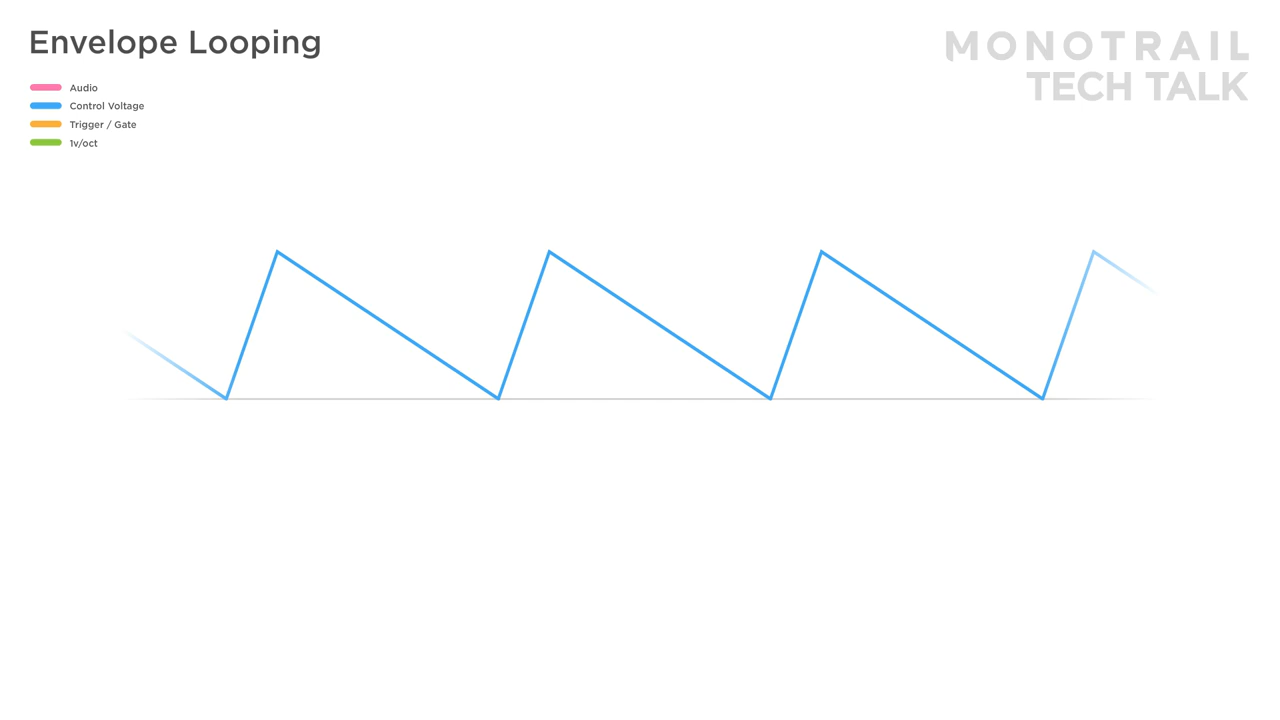 Envelope Looping
MONOTRAIL
TECH TALK
Audio
Control Voltage
Trigger / Gate
1v/oct